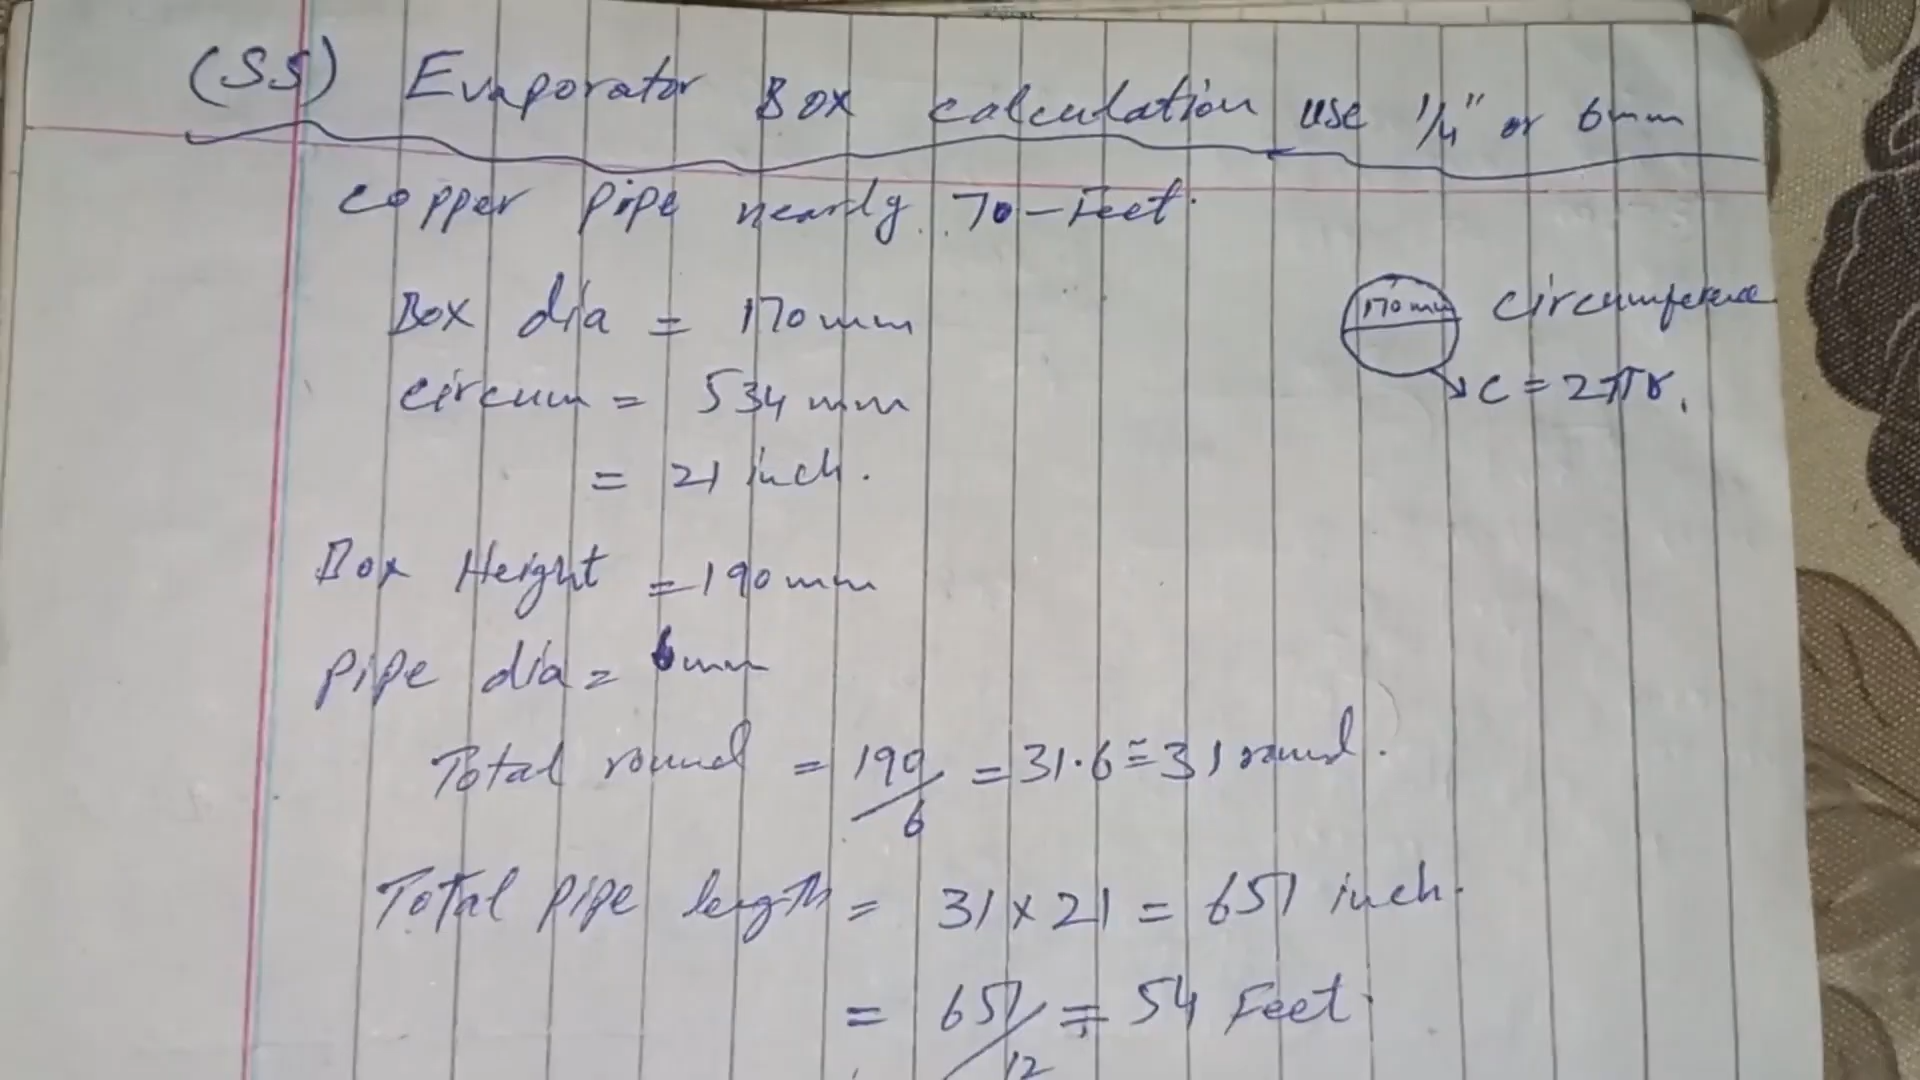 (SS) Evaporator Box calculation use 1/4" or 6mm
copper pipe nearly 70-Feet.
170mm circumference
Box dia = 170mm
C = 2πr.
circum = 534mm
= 21 inch.
Box Height = 190mm
pipe dia = 6mm
Total round = 190/6 = 31.6 ≅ 31 round.
Total pipe length = 31 x 21 = 651 inch.
= 651/12 = 54 Feet.